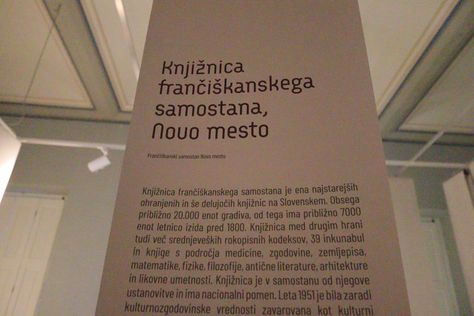 Knjižnica
frančiškanskega
samostana,
Novo mesto
Frančiškanski samostan Novo mesto
Knjižnica frančiškanskega samostana je ena najstarejših
ohranjenih in še delujočih knjižnic na Slovenskem. Obsega
približno 20.000 enot gradiva, od tega ima približno 7000
enot letnico izida pred 1800. Knjižnica med drugim hrani
tudi več srednjeveških rokopisnih kodeksov, 39 inkunabul
in knjige s področja medicine, zgodovine, zemljepisa,
matematike, fizike, filozofije, antične literature, arhitekture
in likovne umetnosti. Knjižnica je v samostanu od njegove
ustanovitve in ima nacionalni pomen. Leta 1951 je bila zaradi
kulturnozgodovinske vrednosti zavarovana kot kulturni